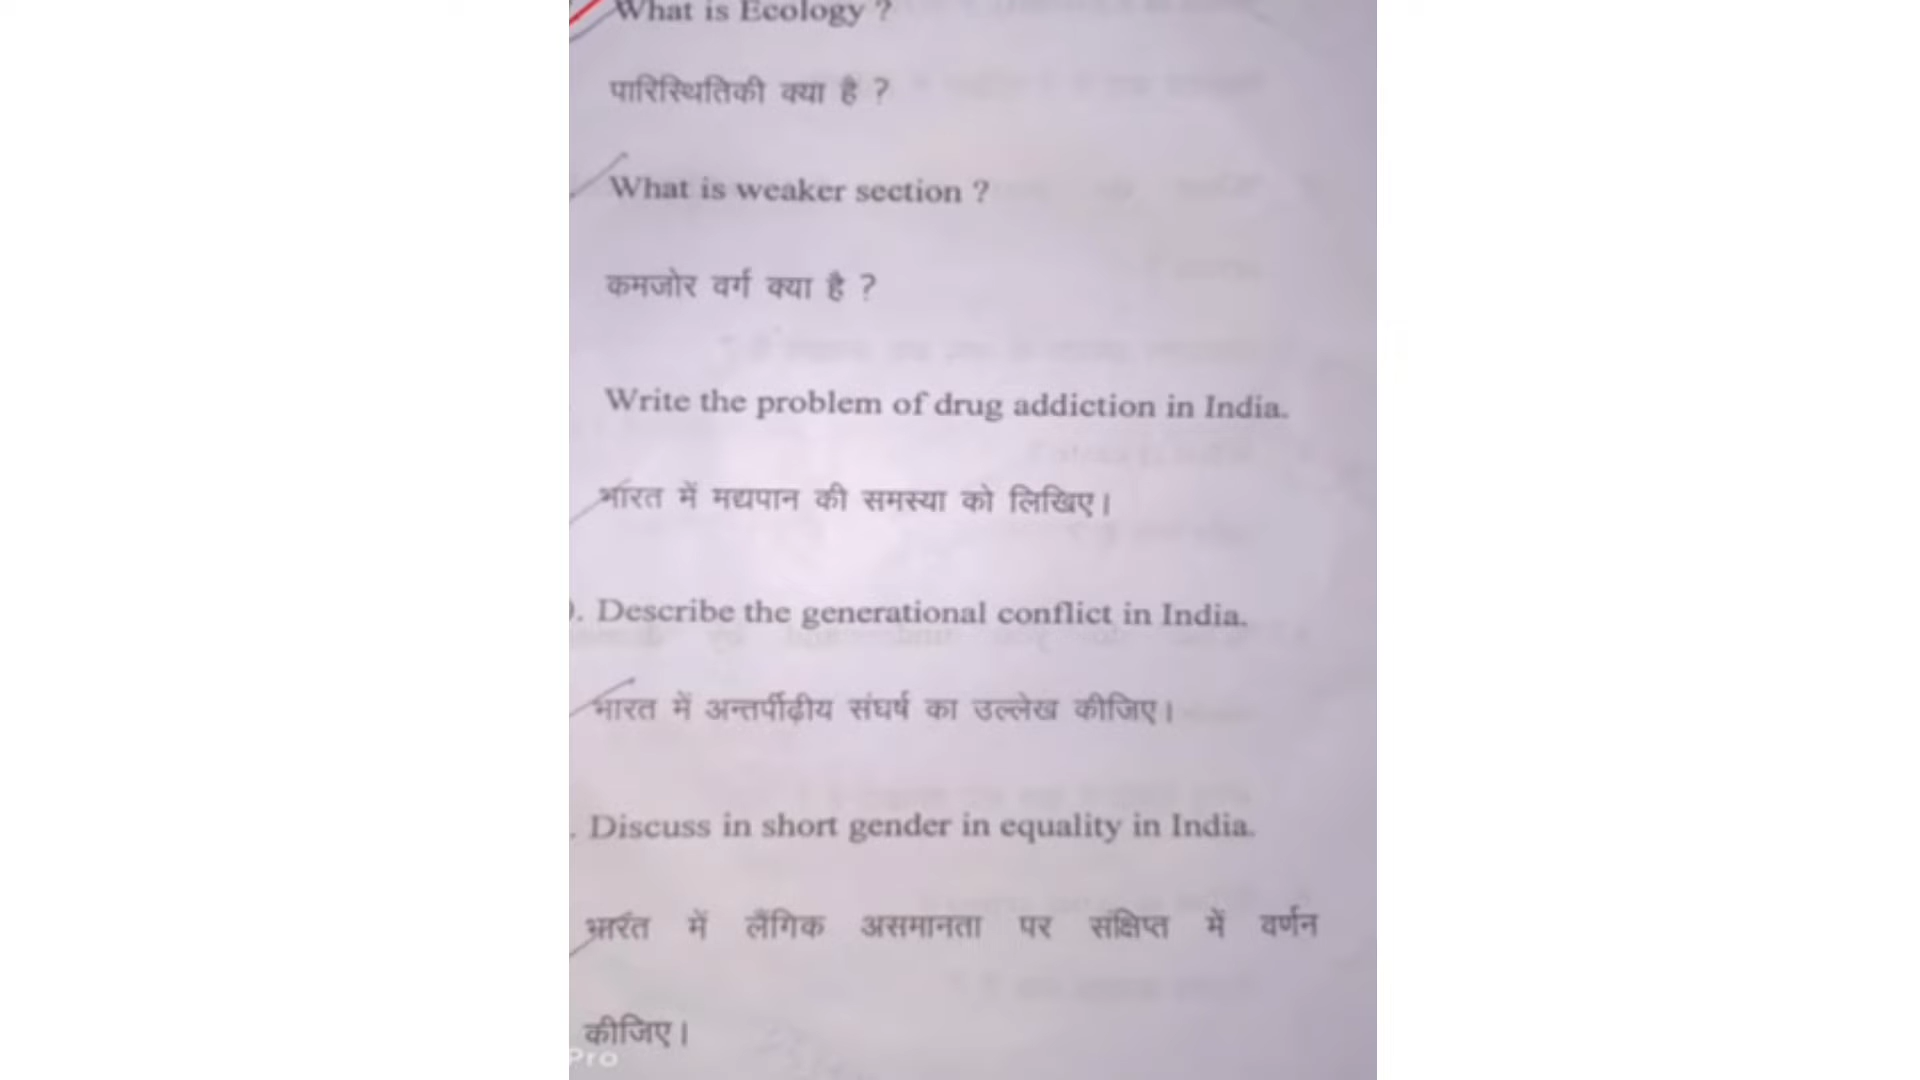 What is Ecology ?
पारिस्थितिकी क्या है ?
What is weaker section ?
कमजोर वर्ग क्या है ?
Write the problem of drug addiction in India.
भारत में मद्यपान की समस्या को लिखिए।
). Describe the generational conflict in India.
भारत में अन्तर्पीढ़ीय संघर्ष का उल्लेख कीजिए।
. Discuss in short gender in equality in India.
भारत में लैंगिक असमानता पर संक्षिप्त में वर्णन
कीजिए।
Pro